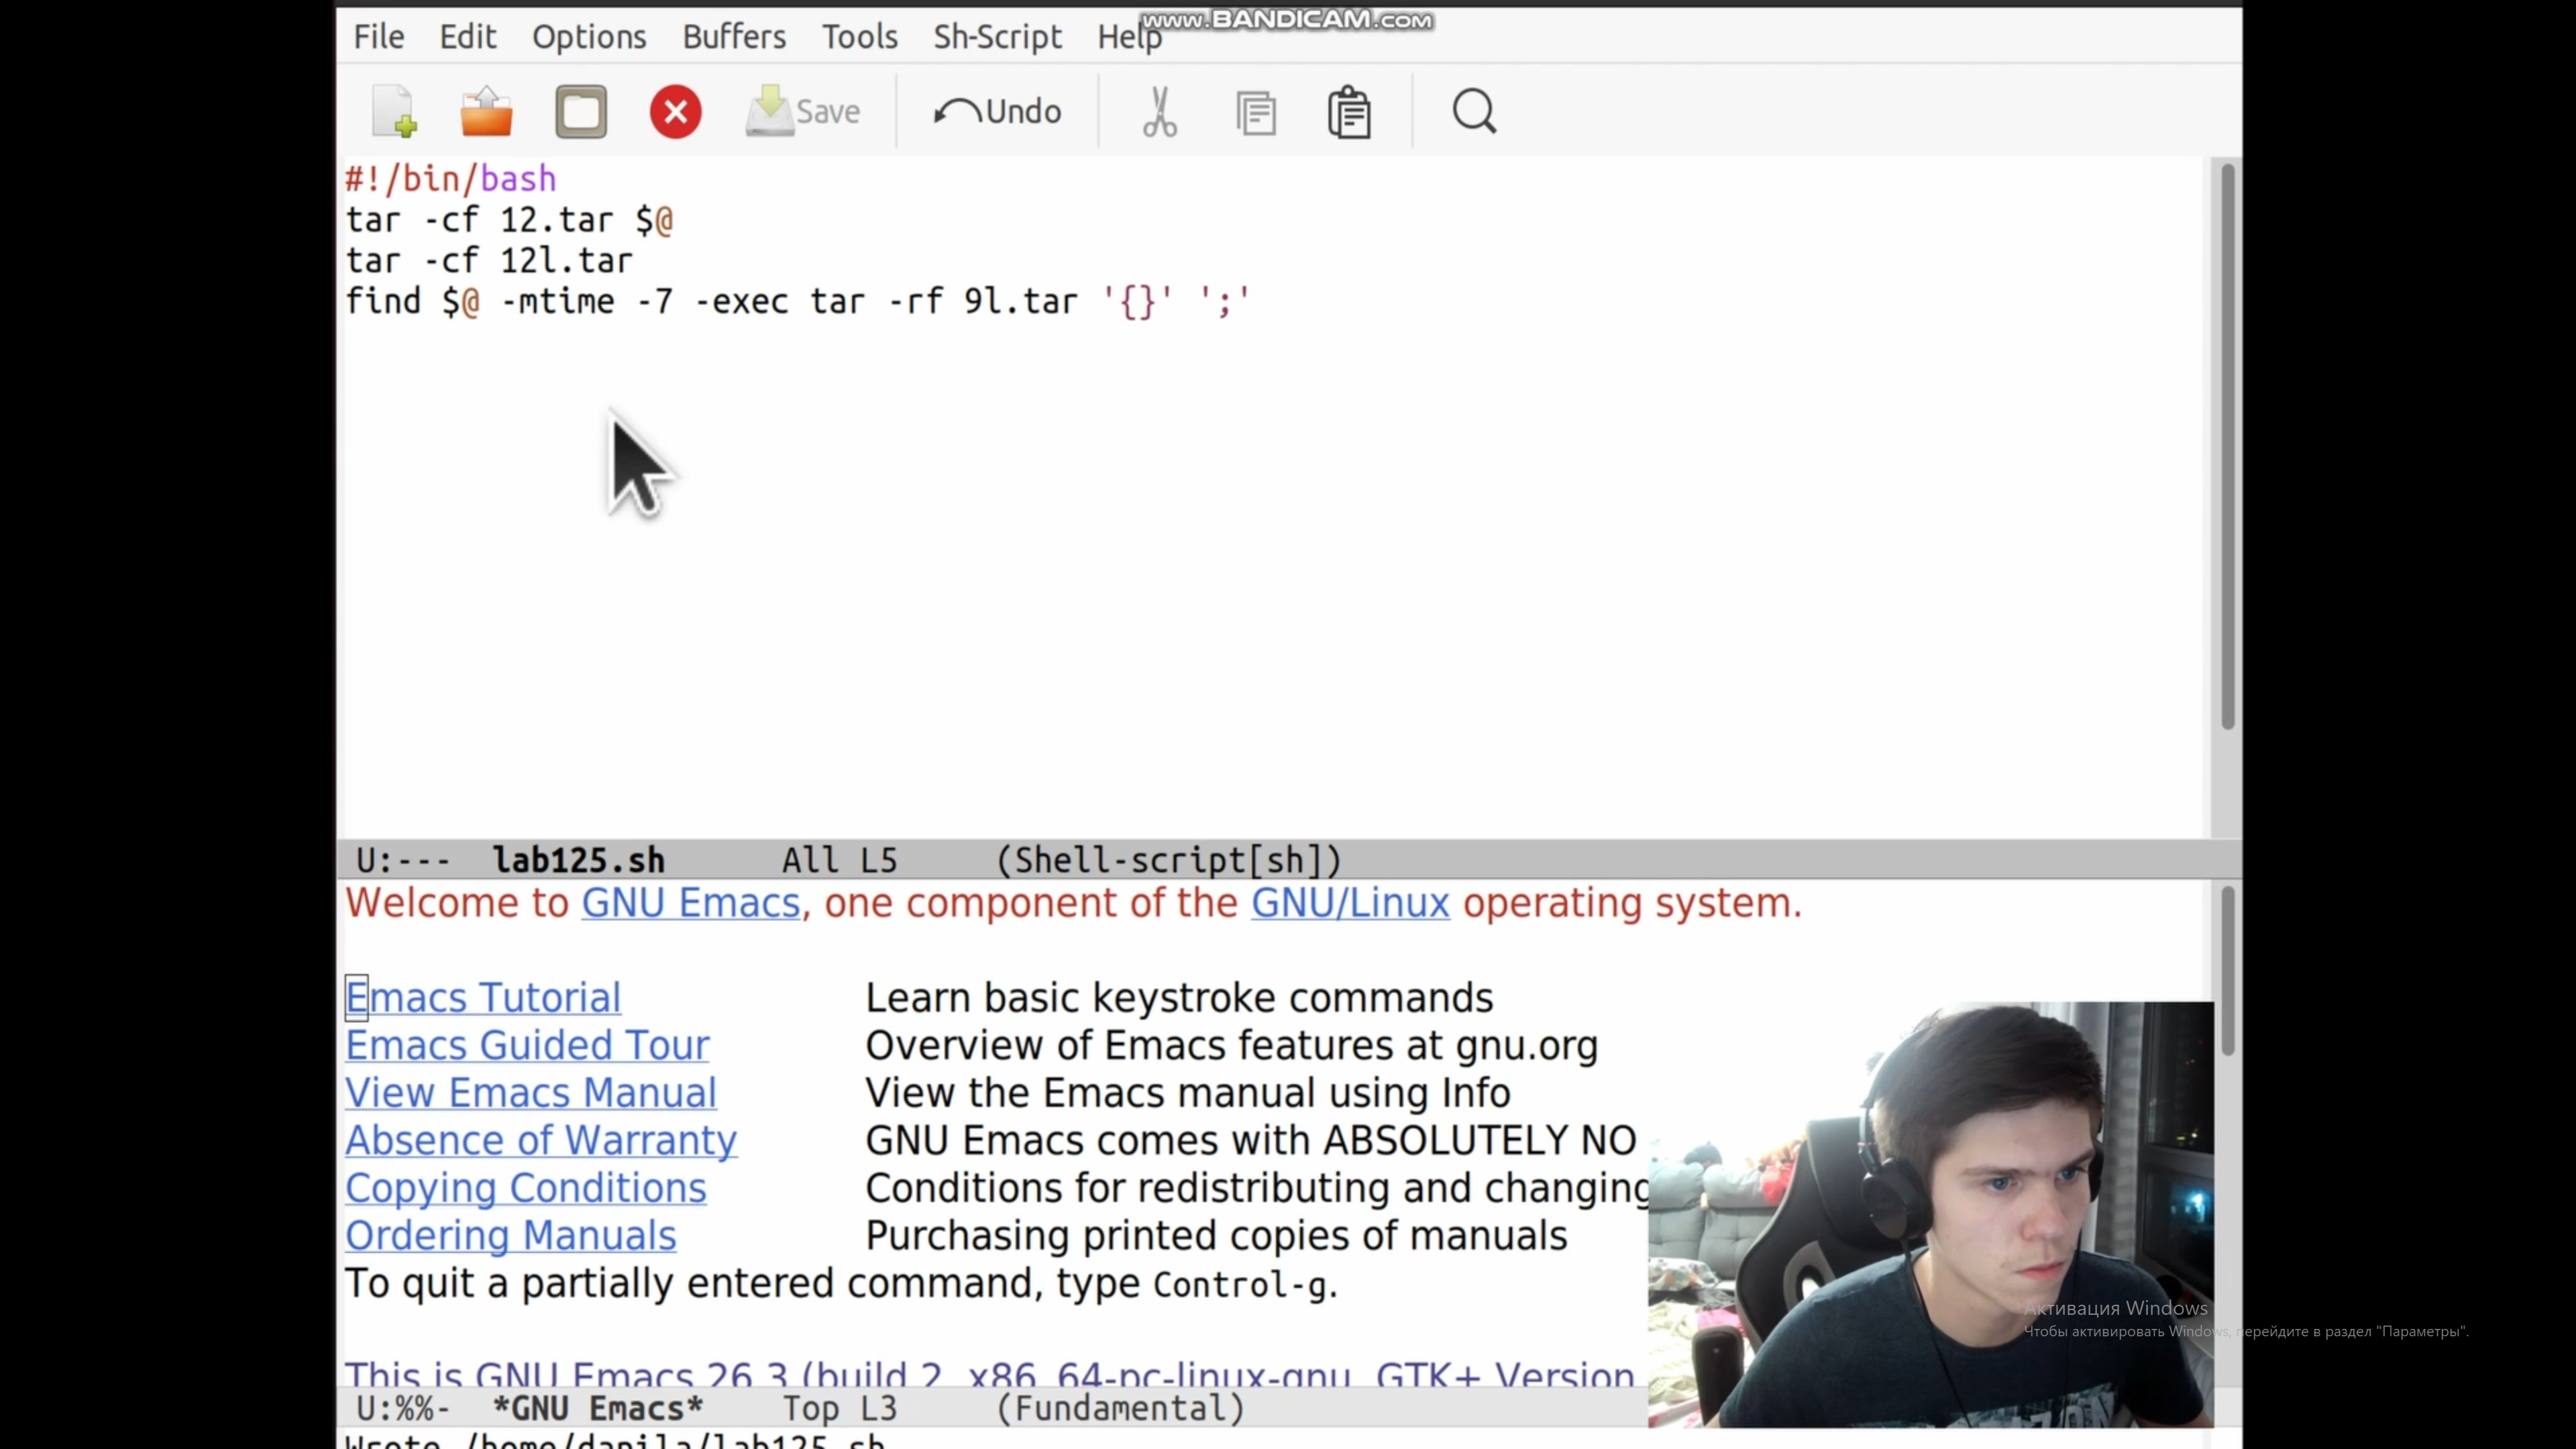 www.BANDICAM.com
File Edit Options Buffers Tools Sh-Script Help
Save Undo
#!/bin/bash
tar -cf 12.tar $@
tar -cf 12l.tar
find $@ -mtime -7 -exec tar -rf 9l.tar '{}' ';'
U:--- lab125.sh All L5 (Shell-script[sh])
Welcome to GNU Emacs, one component of the GNU/Linux operating system.
Emacs Tutorial Learn basic keystroke commands
Emacs Guided Tour Overview of Emacs features at gnu.org
View Emacs Manual View the Emacs manual using Info
Absence of Warranty GNU Emacs comes with ABSOLUTELY NO
Copying Conditions Conditions for redistributing and changing
Ordering Manuals Purchasing printed copies of manuals
To quit a partially entered command, type Control-g.
Активация Windows
Чтобы активировать Windows, перейдите в раздел "Параметры".
This is GNU Emacs 26.3 (build 2, x86_64-pc-linux-gnu, GTK+ Version
U:%%- *GNU Emacs* Top L3 (Fundamental)
Wrote /home/danila/lab125.sh